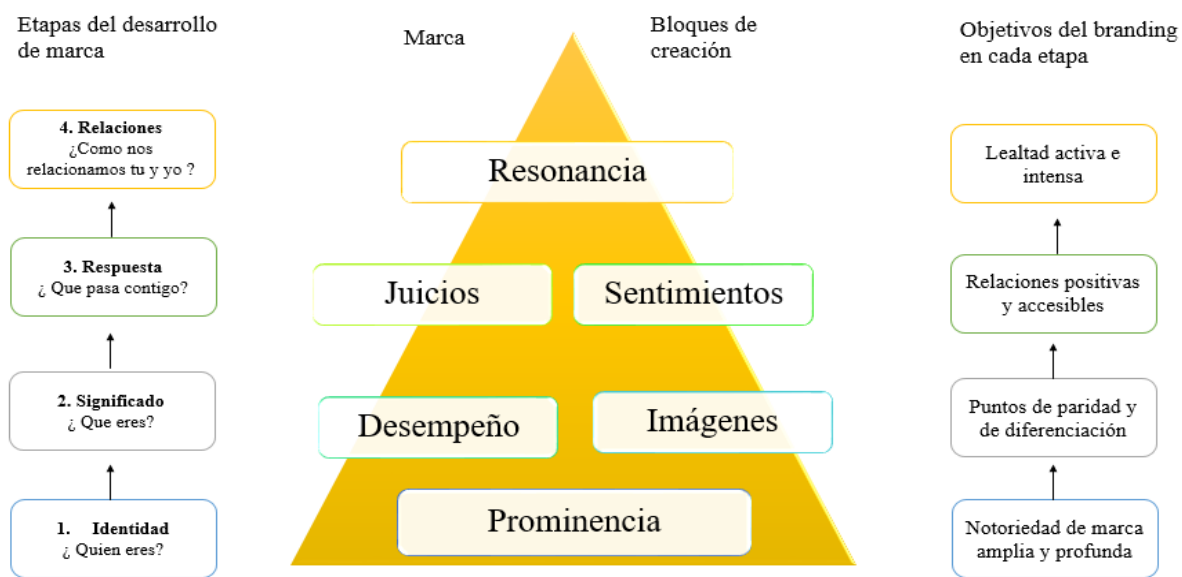 Etapas del desarrollo
de marca
Marca
Bloques de
creación
Objetivos del branding
en cada etapa
4. Relaciones
¿Como nos
relacionamos tu y yo ?
Resonancia
Lealtad activa e
intensa
3. Respuesta
¿ Que pasa contigo?
Juicios
Sentimientos
Relaciones positivas
y accesibles
2. Significado
¿ Que eres?
Desempeño
Imágenes
Puntos de paridad y
de diferenciación
1. Identidad
¿ Quien eres?
Prominencia
Notoriedad de marca
amplia y profunda